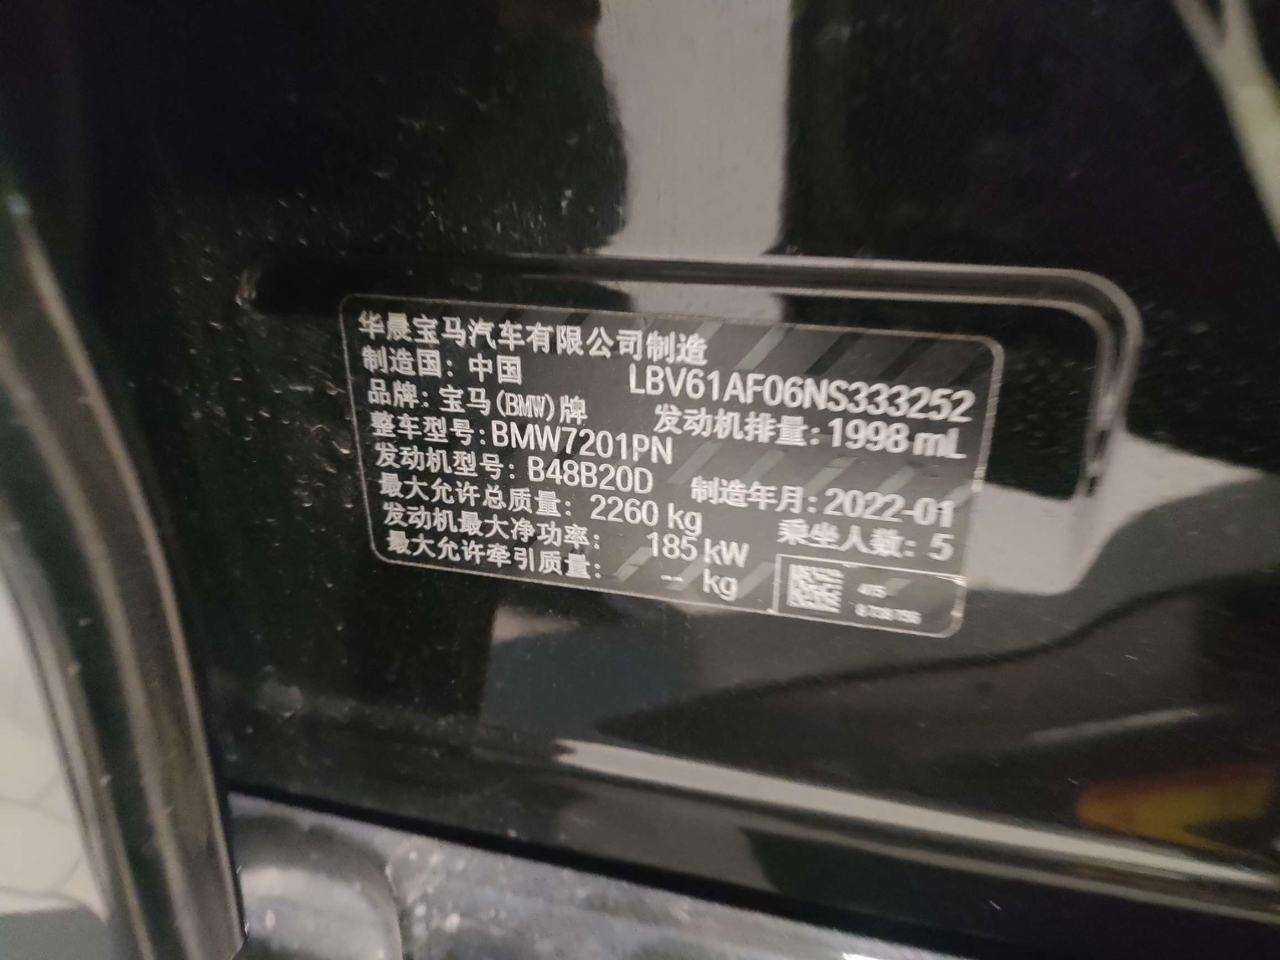 华晨宝马汽车有限公司制造
制造国：中国 LBV61AF06NS333252
品牌：宝马(BMW)牌 发动机排量：1998 mL
整车型号：BMW7201PN
发动机型号：B48B20D 制造年月：2022-01
最大允许总质量：2260 kg 乘坐人数：5
发动机最大净功率：185 kW
最大允许牵引质量：-- kg